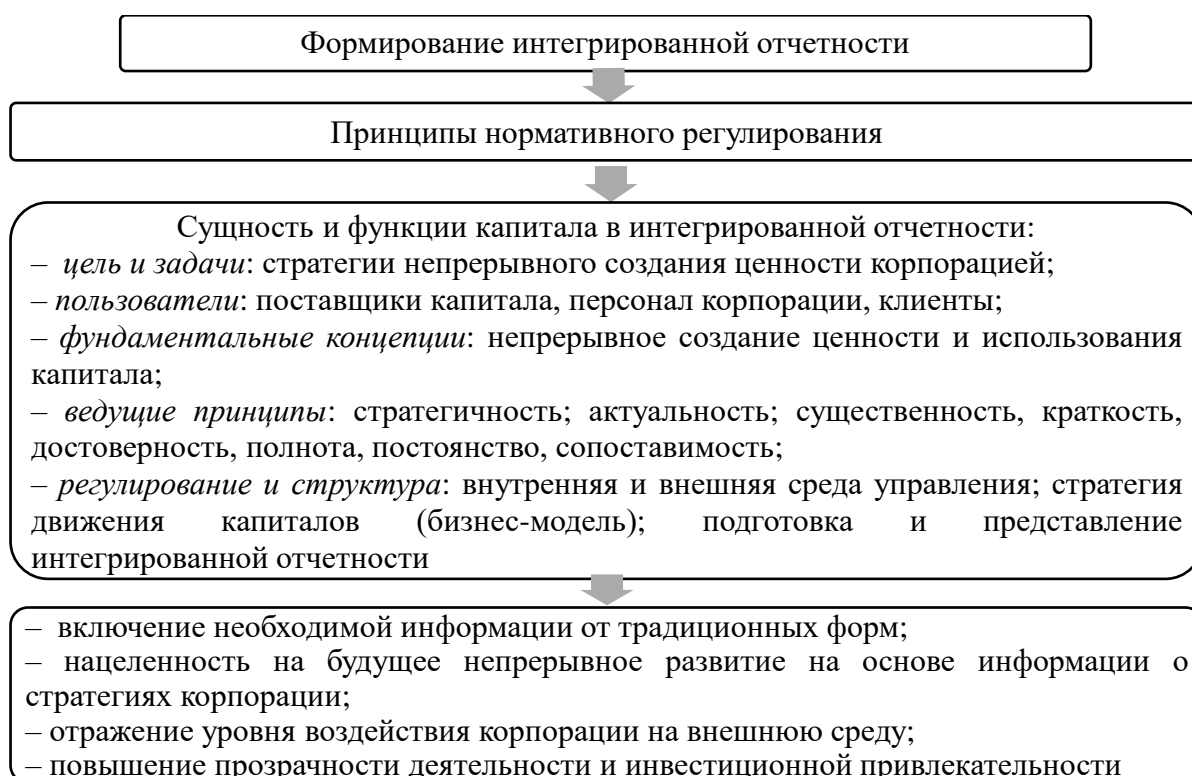 Формирование интегрированной отчетности
Принципы нормативного регулирования
Сущность и функции капитала в интегрированной отчетности:
– цель и задачи: стратегии непрерывного создания ценности корпорацией;
– пользователи: поставщики капитала, персонал корпорации, клиенты;
– фундаментальные концепции: непрерывное создание ценности и использования
капитала;
– ведущие принципы: стратегичность; актуальность; существенность, краткость,
достоверность, полнота, постоянство, сопоставимость;
– регулирование и структура: внутренняя и внешняя среда управления; стратегия
движения капиталов (бизнес-модель); подготовка и представление
интегрированной отчетности
– включение необходимой информации от традиционных форм;
– нацеленность на будущее непрерывное развитие на основе информации о
стратегиях корпорации;
– отражение уровня воздействия корпорации на внешнюю среду;
– повышение прозрачности деятельности и инвестиционной привлекательности